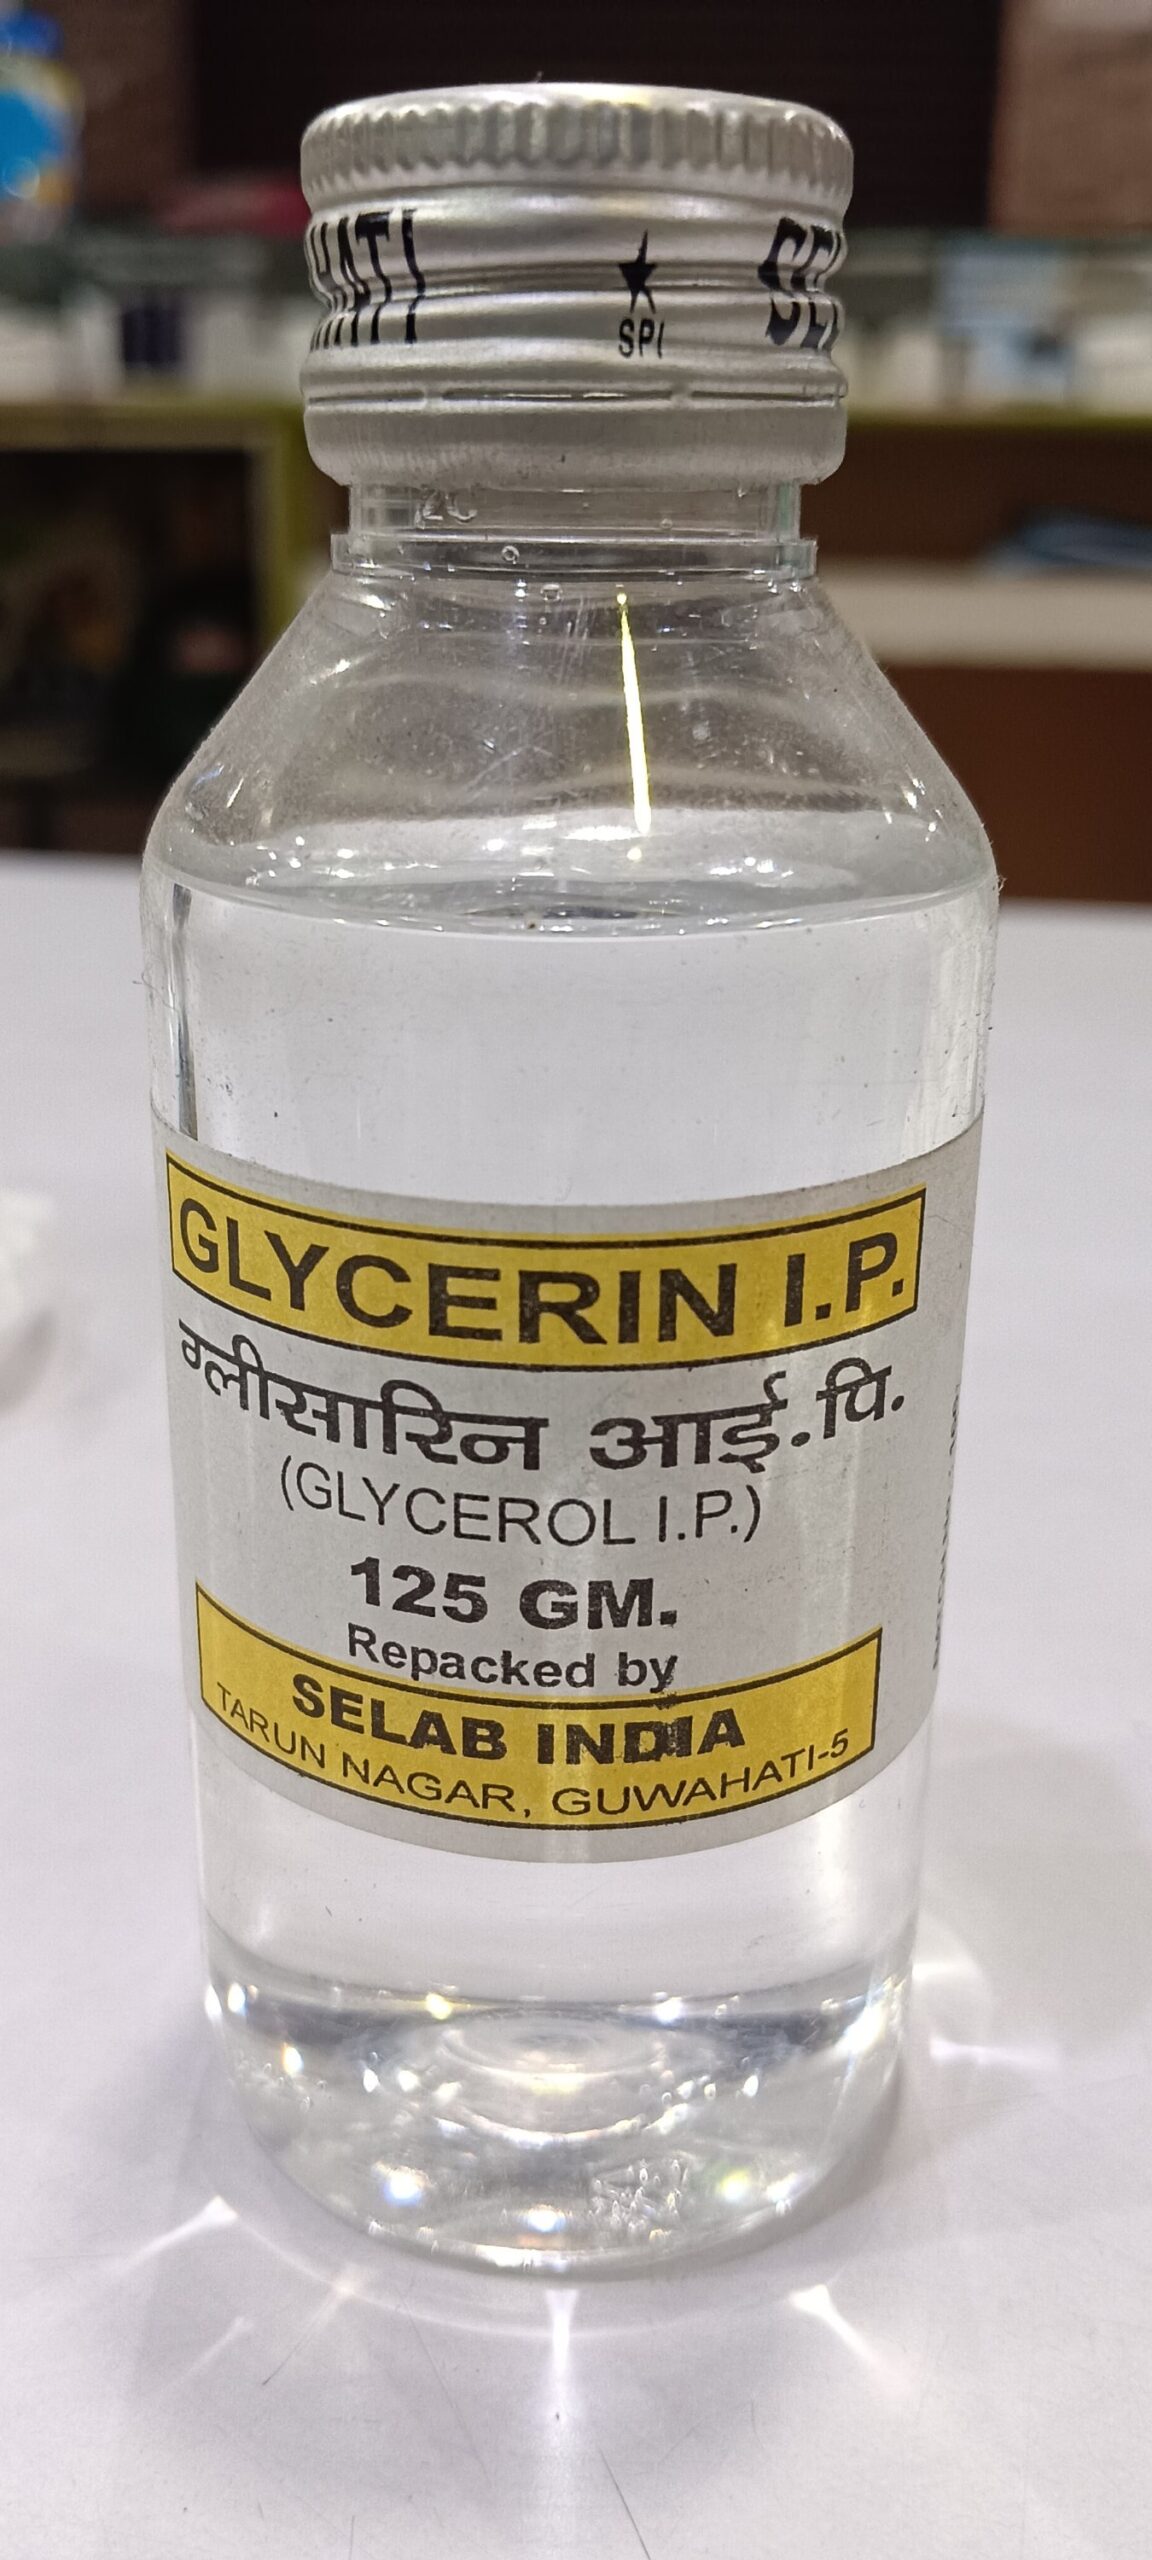 ★
SPI
GLYCERIN I.P.
ग्लीसारिन आई.पि.
(GLYCEROL I.P.)
125 GM.
Repacked by
SELAB INDIA
TARUN NAGAR, GUWAHATI-5